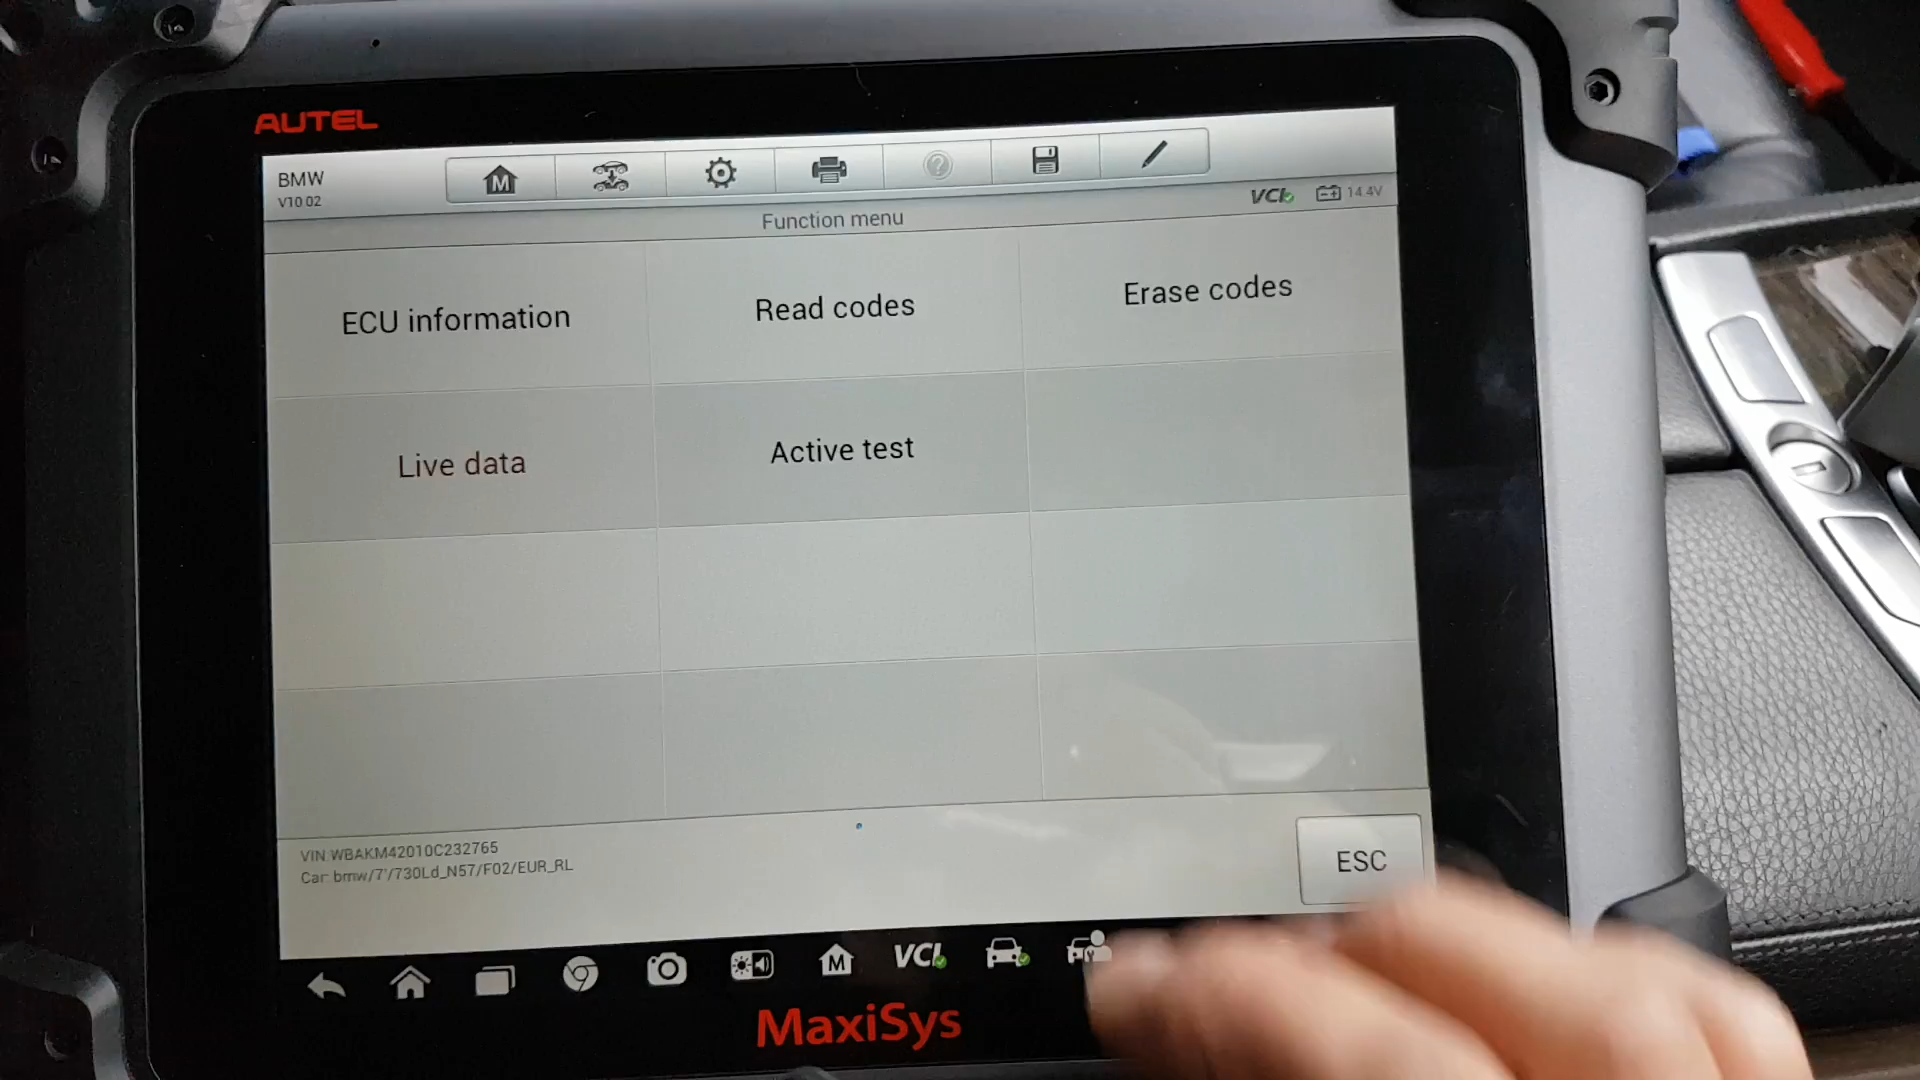 AUTEL
BMW
V10.02
M
VCI
14.4V
Function menu
ECU information
Read codes
Erase codes
Live data
Active test
VIN:WBAKM42010C232765
Car: bmw/7'/730Ld_N57/F02/EUR_RL
ESC
M
VCI
MaxiSys